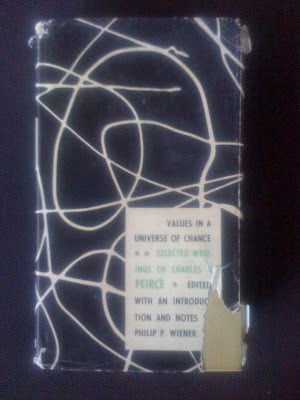 VALUES IN A
UNIVERSE OF CHANCE
** SELECTED WRIT-
INGS OF CHARLES
PEIRCE * EDITED
WITH AN INTRODUC
TION AND NOTES
PHILIP P. WIENER